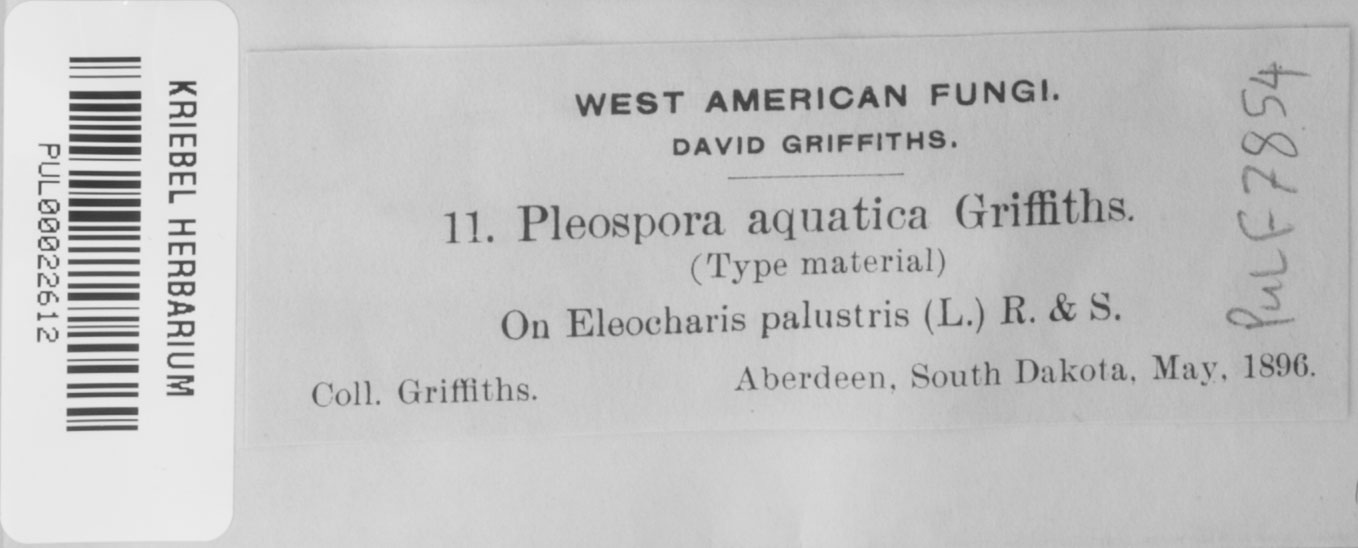 KRIEBEL HERBARIUM
PUL00022612
WEST AMERICAN FUNGI.
DAVID GRIFFITHS.
11. Pleospora aquatica Griffiths.
(Type material)
On Eleocharis palustris (L.) R. & S.
Coll. Griffiths. Aberdeen, South Dakota, May, 1896.
PuL F 7854